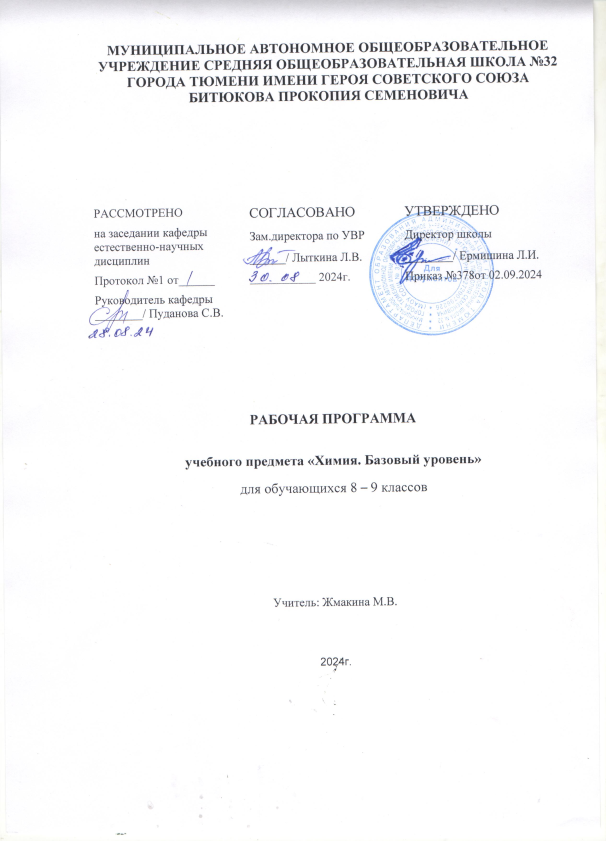 МУНИЦИПАЛЬНОЕ АВТОНОМНОЕ ОБЩЕОБРАЗОВАТЕЛЬНОЕ
УЧРЕЖДЕНИЕ СРЕДНЯЯ ОБЩЕОБРАЗОВАТЕЛЬНАЯ ШКОЛА №32
ГОРОДА ТЮМЕНИ ИМЕНИ ГЕРОЯ СОВЕТСКОГО СОЮЗА
БИТЮКОВА ПРОКОПИЯ СЕМЕНОВИЧА
РАССМОТРЕНО
на заседании кафедры
естественно-научных
дисциплин
Протокол №1 от
Руководитель кафедры
/ Пуданова С.В.
28.08.24
СОГЛАСОВАНО
Зам.директора по УВР
/ Лыткина Л.В.
30. 08 2024г.
УТВЕРЖДЕНО
Директор школы
/ Ермишина Л.И.
Приказ №378от 02.09.2024
Для
РАБОЧАЯ ПРОГРАММА
учебного предмета «Химия. Базовый уровень»
для обучающихся 8 – 9 классов
Учитель: Жмакина М.В.
2024г.